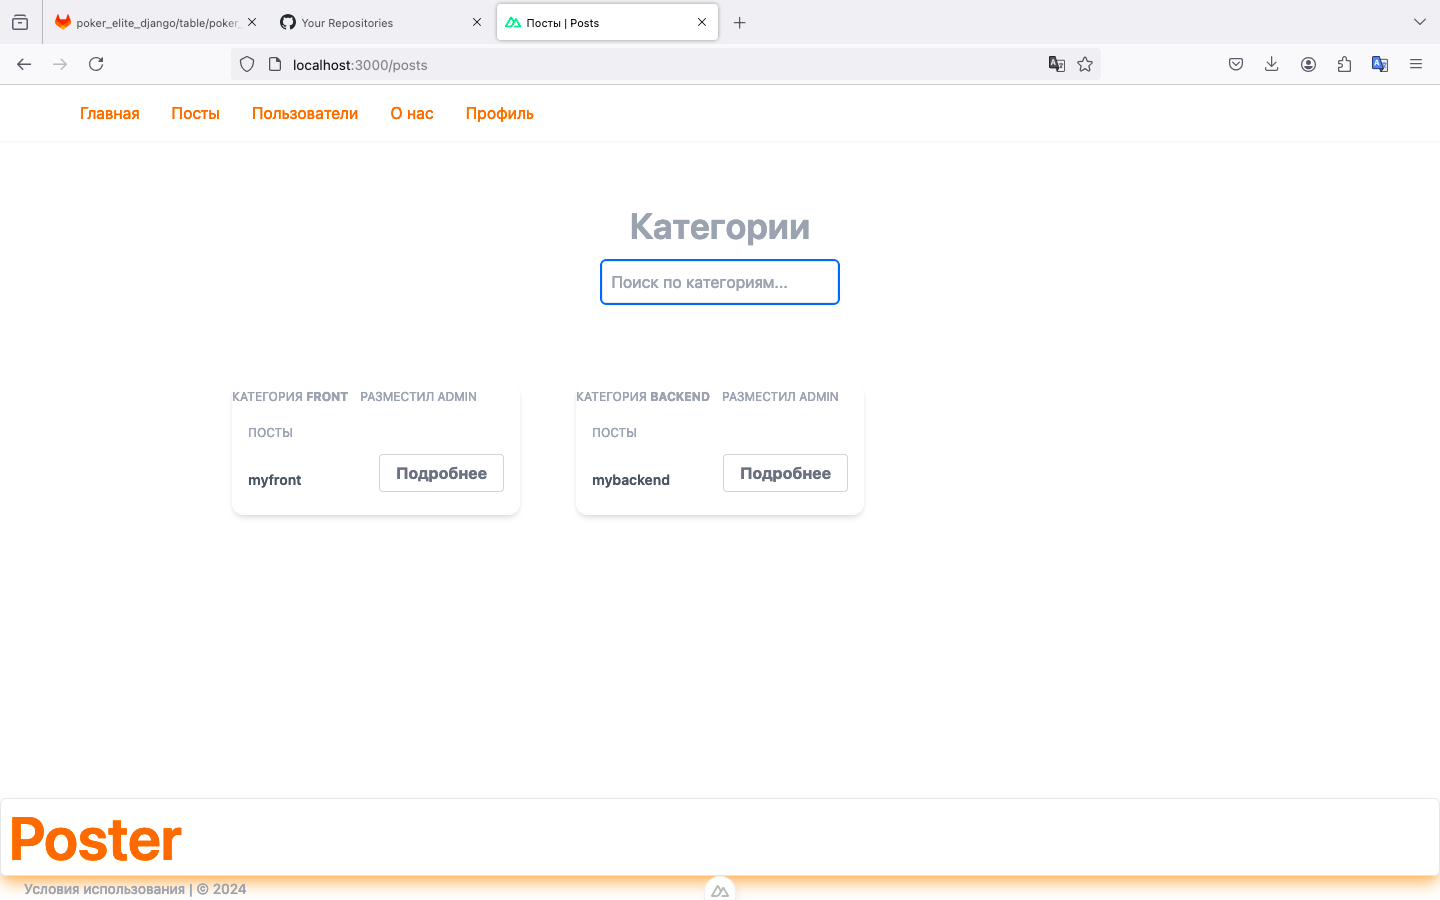 poker_elite_django/table/poker_
Your Repositories
Посты | Posts
localhost:3000/posts
Главная Посты Пользователи О нас Профиль
Категории
Поиск по категориям...
КАТЕГОРИЯ FRONT РАЗМЕСТИЛ ADMIN
ПОСТЫ
myfront Подробнее
КАТЕГОРИЯ BACKEND РАЗМЕСТИЛ ADMIN
ПОСТЫ
mybackend Подробнее
Poster
Условия использования | © 2024